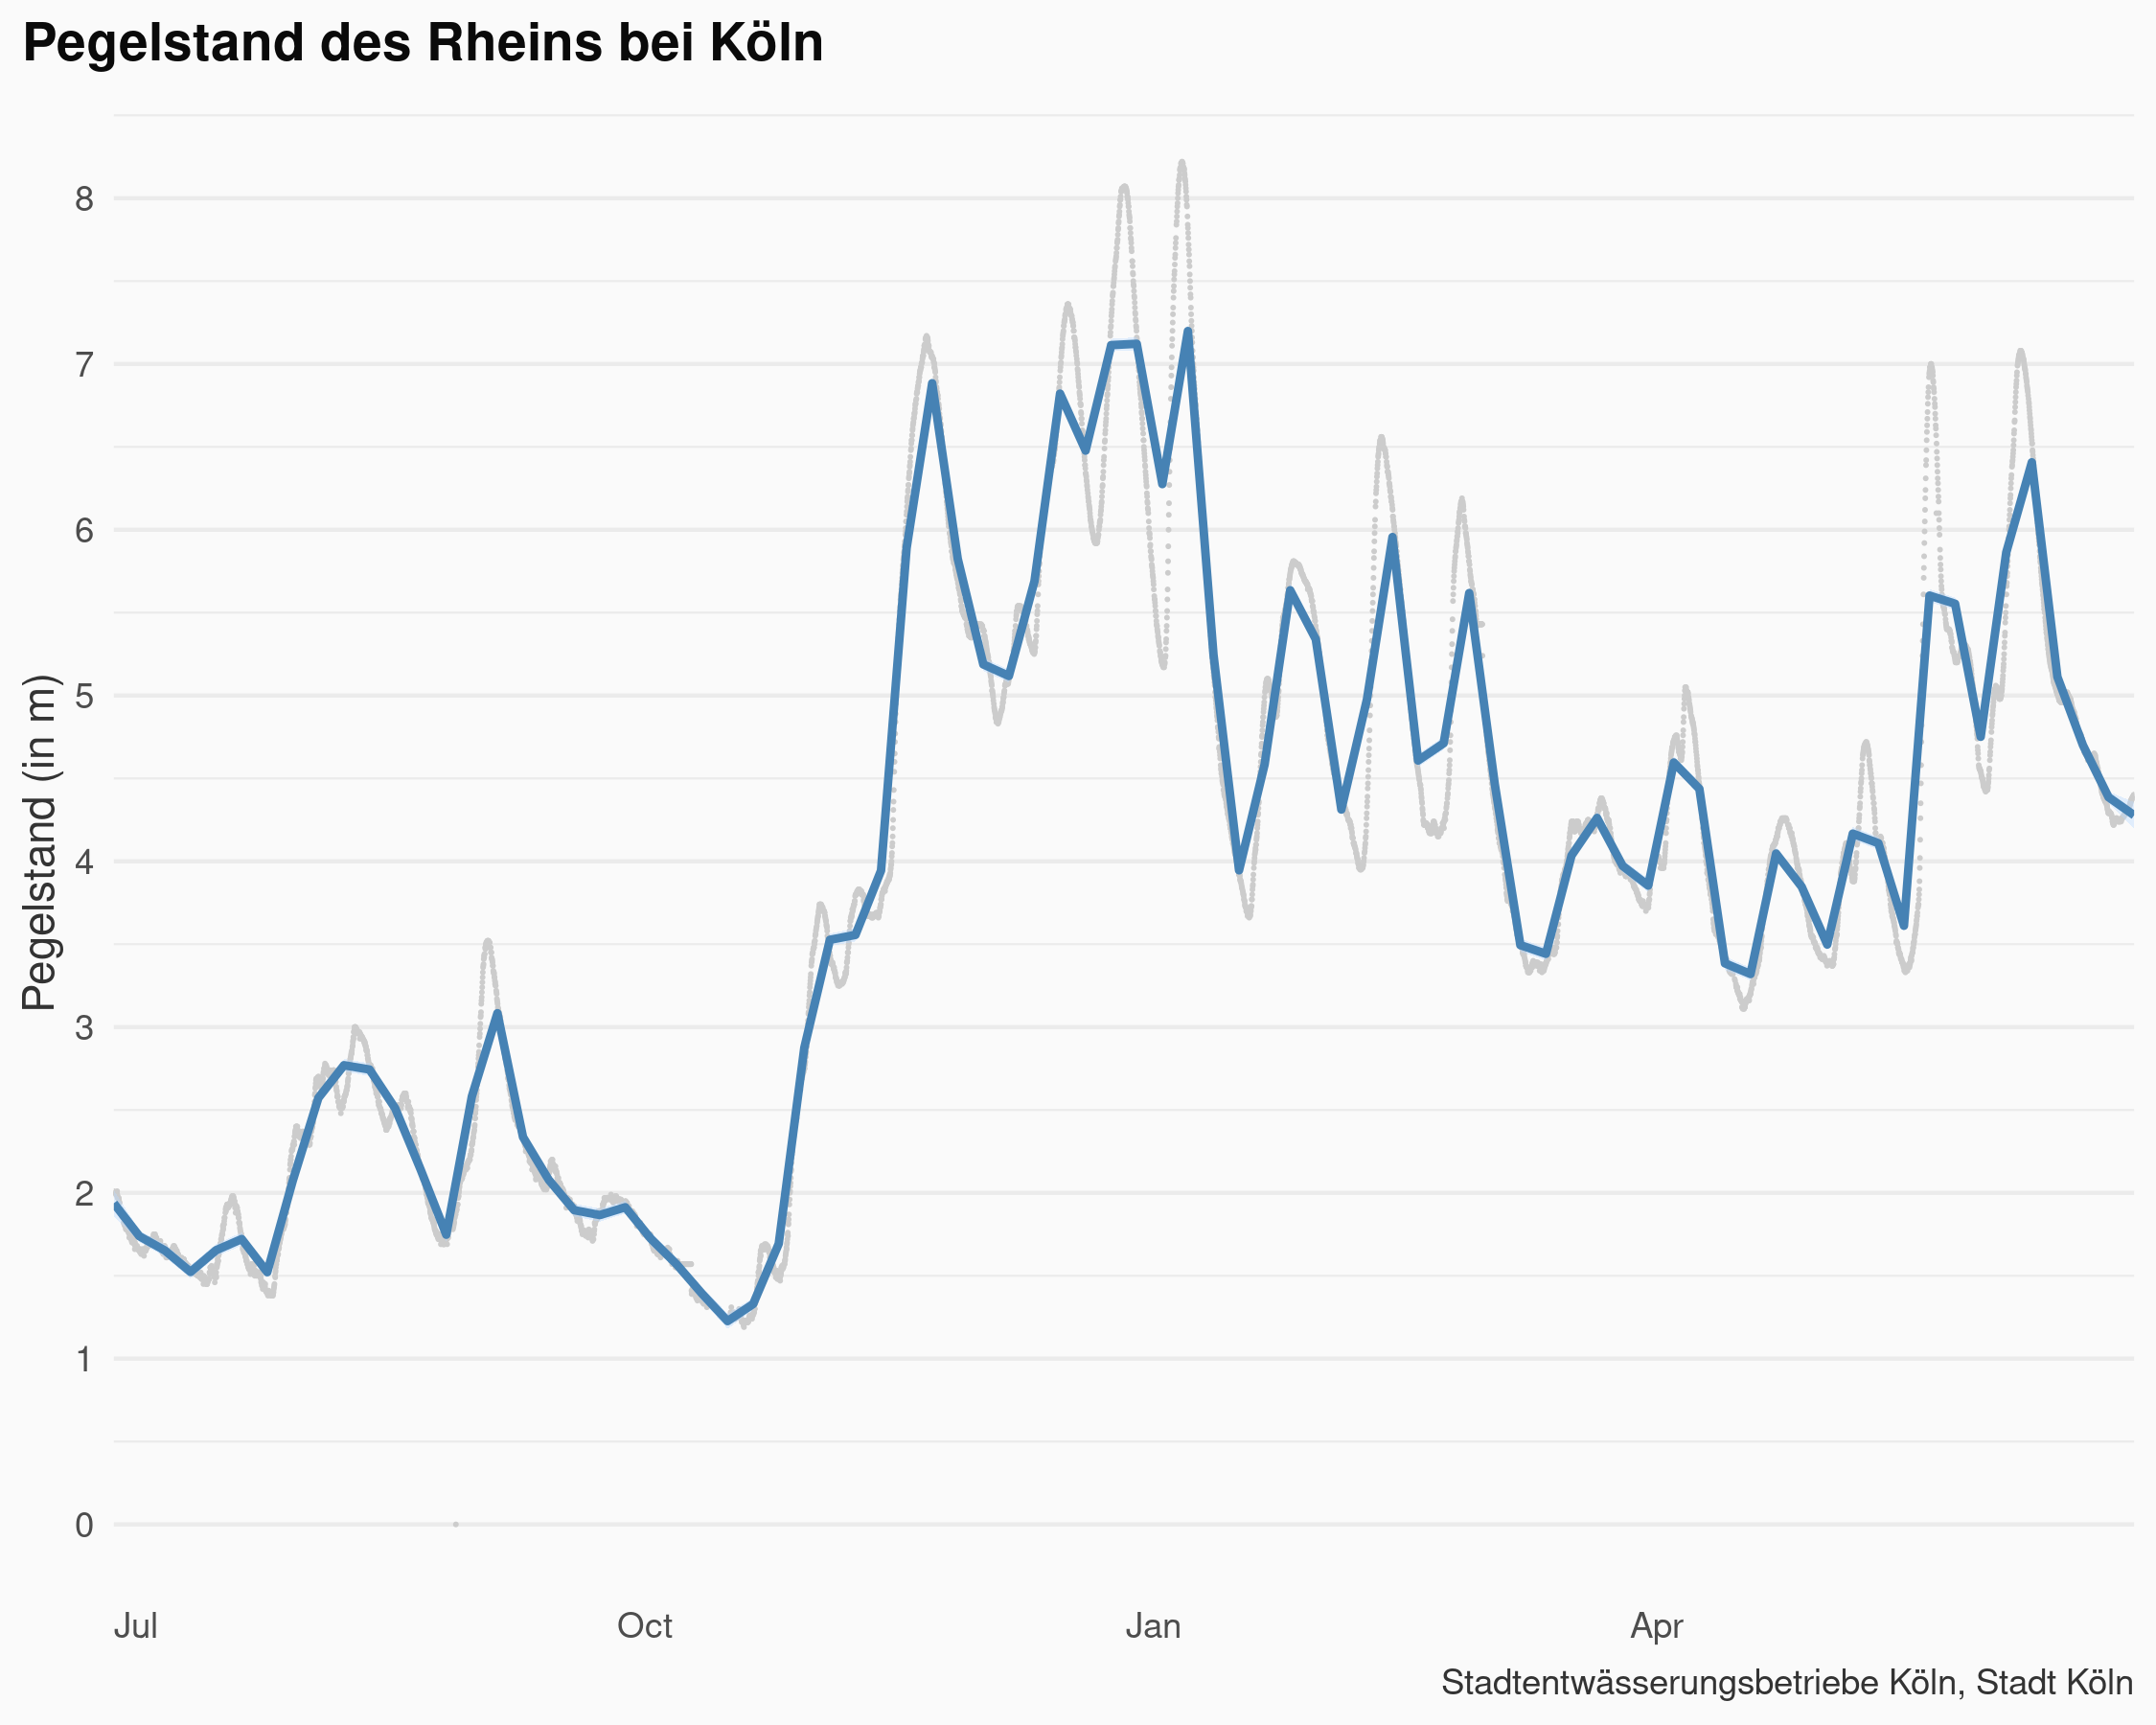 Pegelstand des Rheins bei Köln
Pegelstand (in m)
8
7
6
5
4
3
2
1
0
Jul Oct Jan Apr
Stadtentwässerungsbetriebe Köln, Stadt Köln